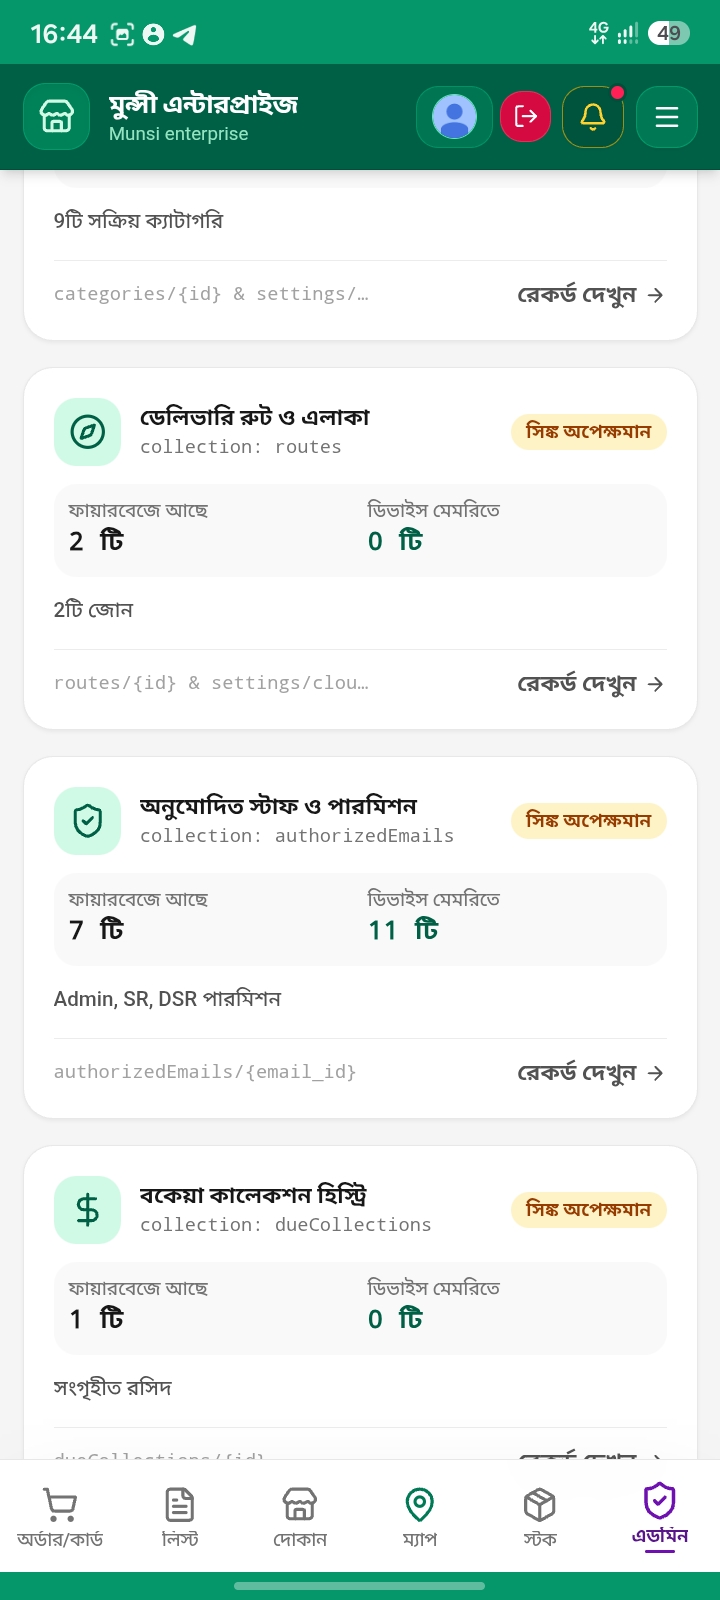 16:44
4G
49
মুন্সী এন্টারপ্রাইজ
Munsi enterprise
9টি সক্রিয় ক্যাটাগরি
categories/{id} & settings/…
রেকর্ড দেখুন →
ডেলিভারি রুট ও এলাকা
collection: routes
সিঙ্ক অপেক্ষমান
ফায়ারবেজে আছে
ডিভাইস মেমরিতে
2 টি
0 টি
2টি জোন
routes/{id} & settings/clou…
রেকর্ড দেখুন →
অনুমোদিত স্টাফ ও পারমিশন
collection: authorizedEmails
সিঙ্ক অপেক্ষমান
ফায়ারবেজে আছে
ডিভাইস মেমরিতে
7 টি
11 টি
Admin, SR, DSR পারমিশন
authorizedEmails/{email_id}
রেকর্ড দেখুন →
বকেয়া কালেকশন হিস্ট্রি
collection: dueCollections
সিঙ্ক অপেক্ষমান
ফায়ারবেজে আছে
ডিভাইস মেমরিতে
1 টি
0 টি
সংগৃহীত রসিদ
dueCollections/{id}
রেকর্ড দেখুন →
অর্ডার/কার্ড
লিস্ট
দোকান
ম্যাপ
স্টক
এডমিন